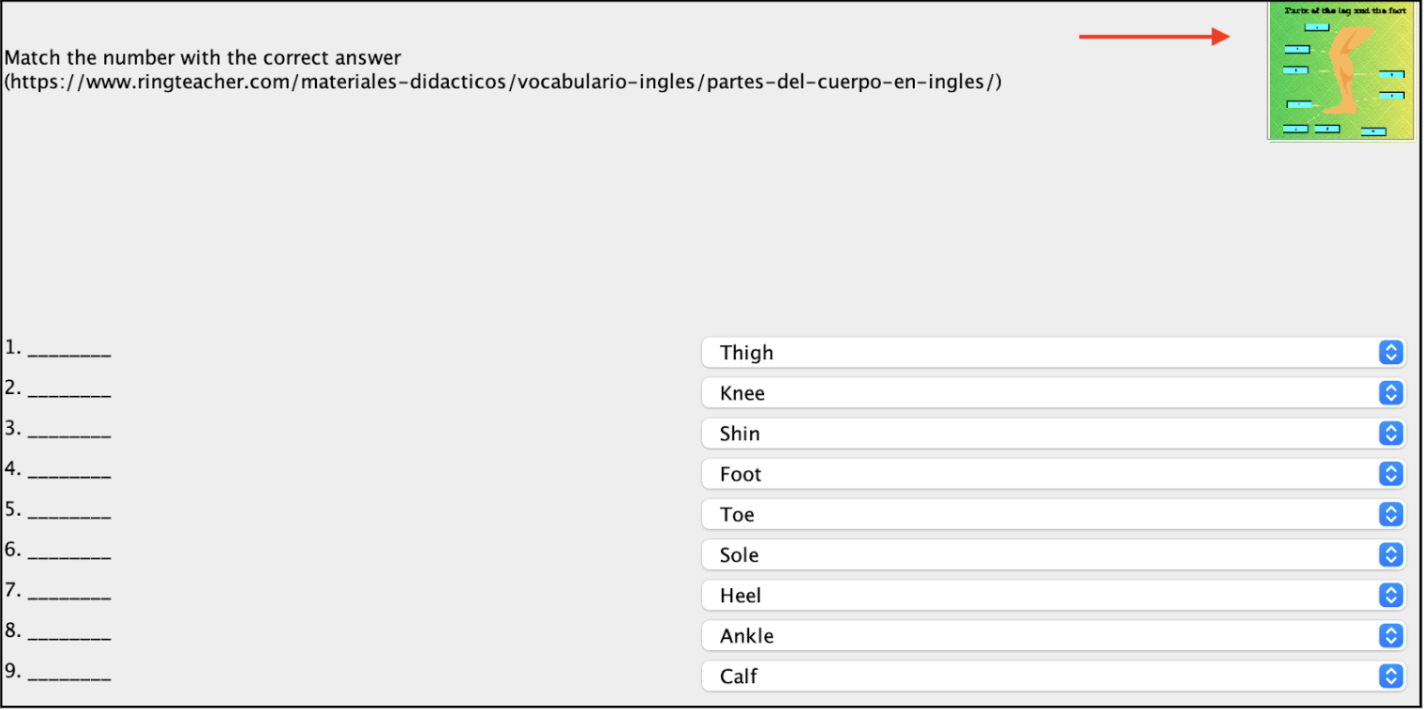 Parts of the leg and the foot
Match the number with the correct answer
(https://www.ringteacher.com/materiales-didacticos/vocabulario-ingles/partes-del-cuerpo-en-ingles/)
1. ________ Thigh
2. ________ Knee
3. ________ Shin
4. ________ Foot
5. ________ Toe
6. ________ Sole
7. ________ Heel
8. ________ Ankle
9. ________ Calf